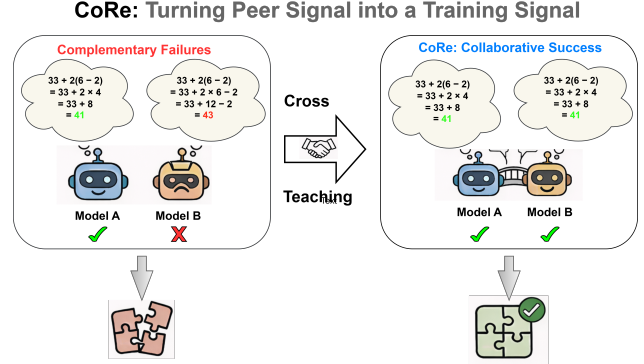 CoRe: Turning Peer Signal into a Training Signal
Complementary Failures
33 + 2(6 − 2)
= 33 + 2 × 4
= 33 + 8
= 41
33 + 2(6 − 2)
= 33 + 2 × 6 − 2
= 33 + 12 − 2
= 43
Model A
Model B
Cross
Teaching
Text
CoRe: Collaborative Success
33 + 2(6 − 2)
= 33 + 2 × 4
= 33 + 8
= 41
33 + 2(6 − 2)
= 33 + 2 × 4
= 33 + 8
= 41
Model A
Model B